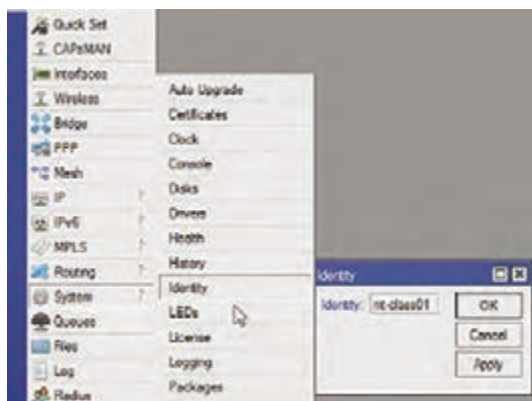 Quick Set
CAPsMAN
Interfaces
Wireless
Bridge
PPP
Mesh
IP
IPv6
MPLS
Routing
System
Queues
Files
Log
Radius
Auto Upgrade
Certificates
Clock
Console
Disks
Drivers
Health
History
Identity
LEDs
License
Logging
Packages
Identity
Identity: nt-class01
OK
Cancel
Apply